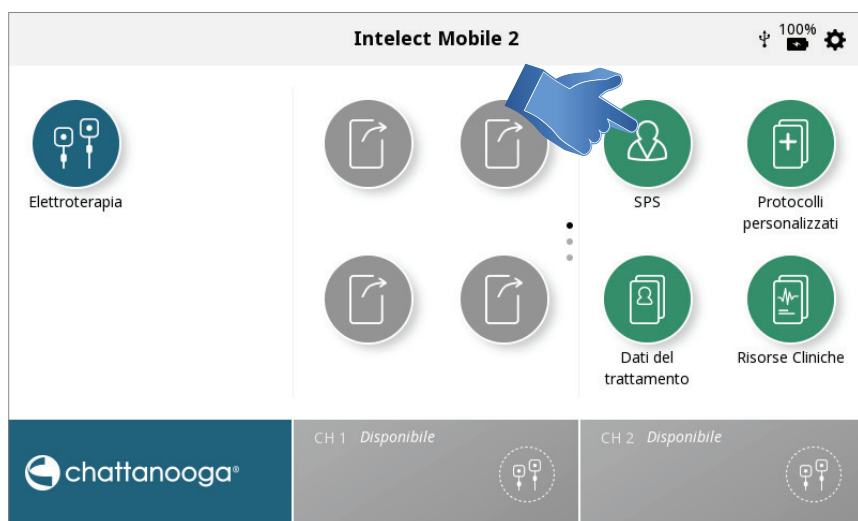 Intelect Mobile 2
100%
Elettroterapia
SPS
Protocolli
personalizzati
Dati del
trattamento
Risorse Cliniche
chattanooga®
CH 1 Disponibile
CH 2 Disponibile